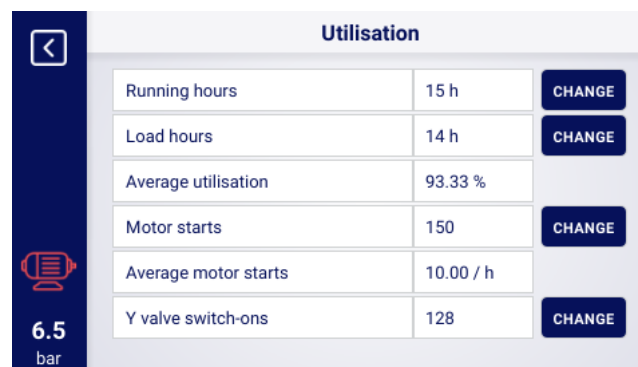 Utilisation
Running hours 15 h CHANGE
Load hours 14 h CHANGE
Average utilisation 93.33 %
Motor starts 150 CHANGE
Average motor starts 10.00 / h
Y valve switch-ons 128 CHANGE
6.5
bar